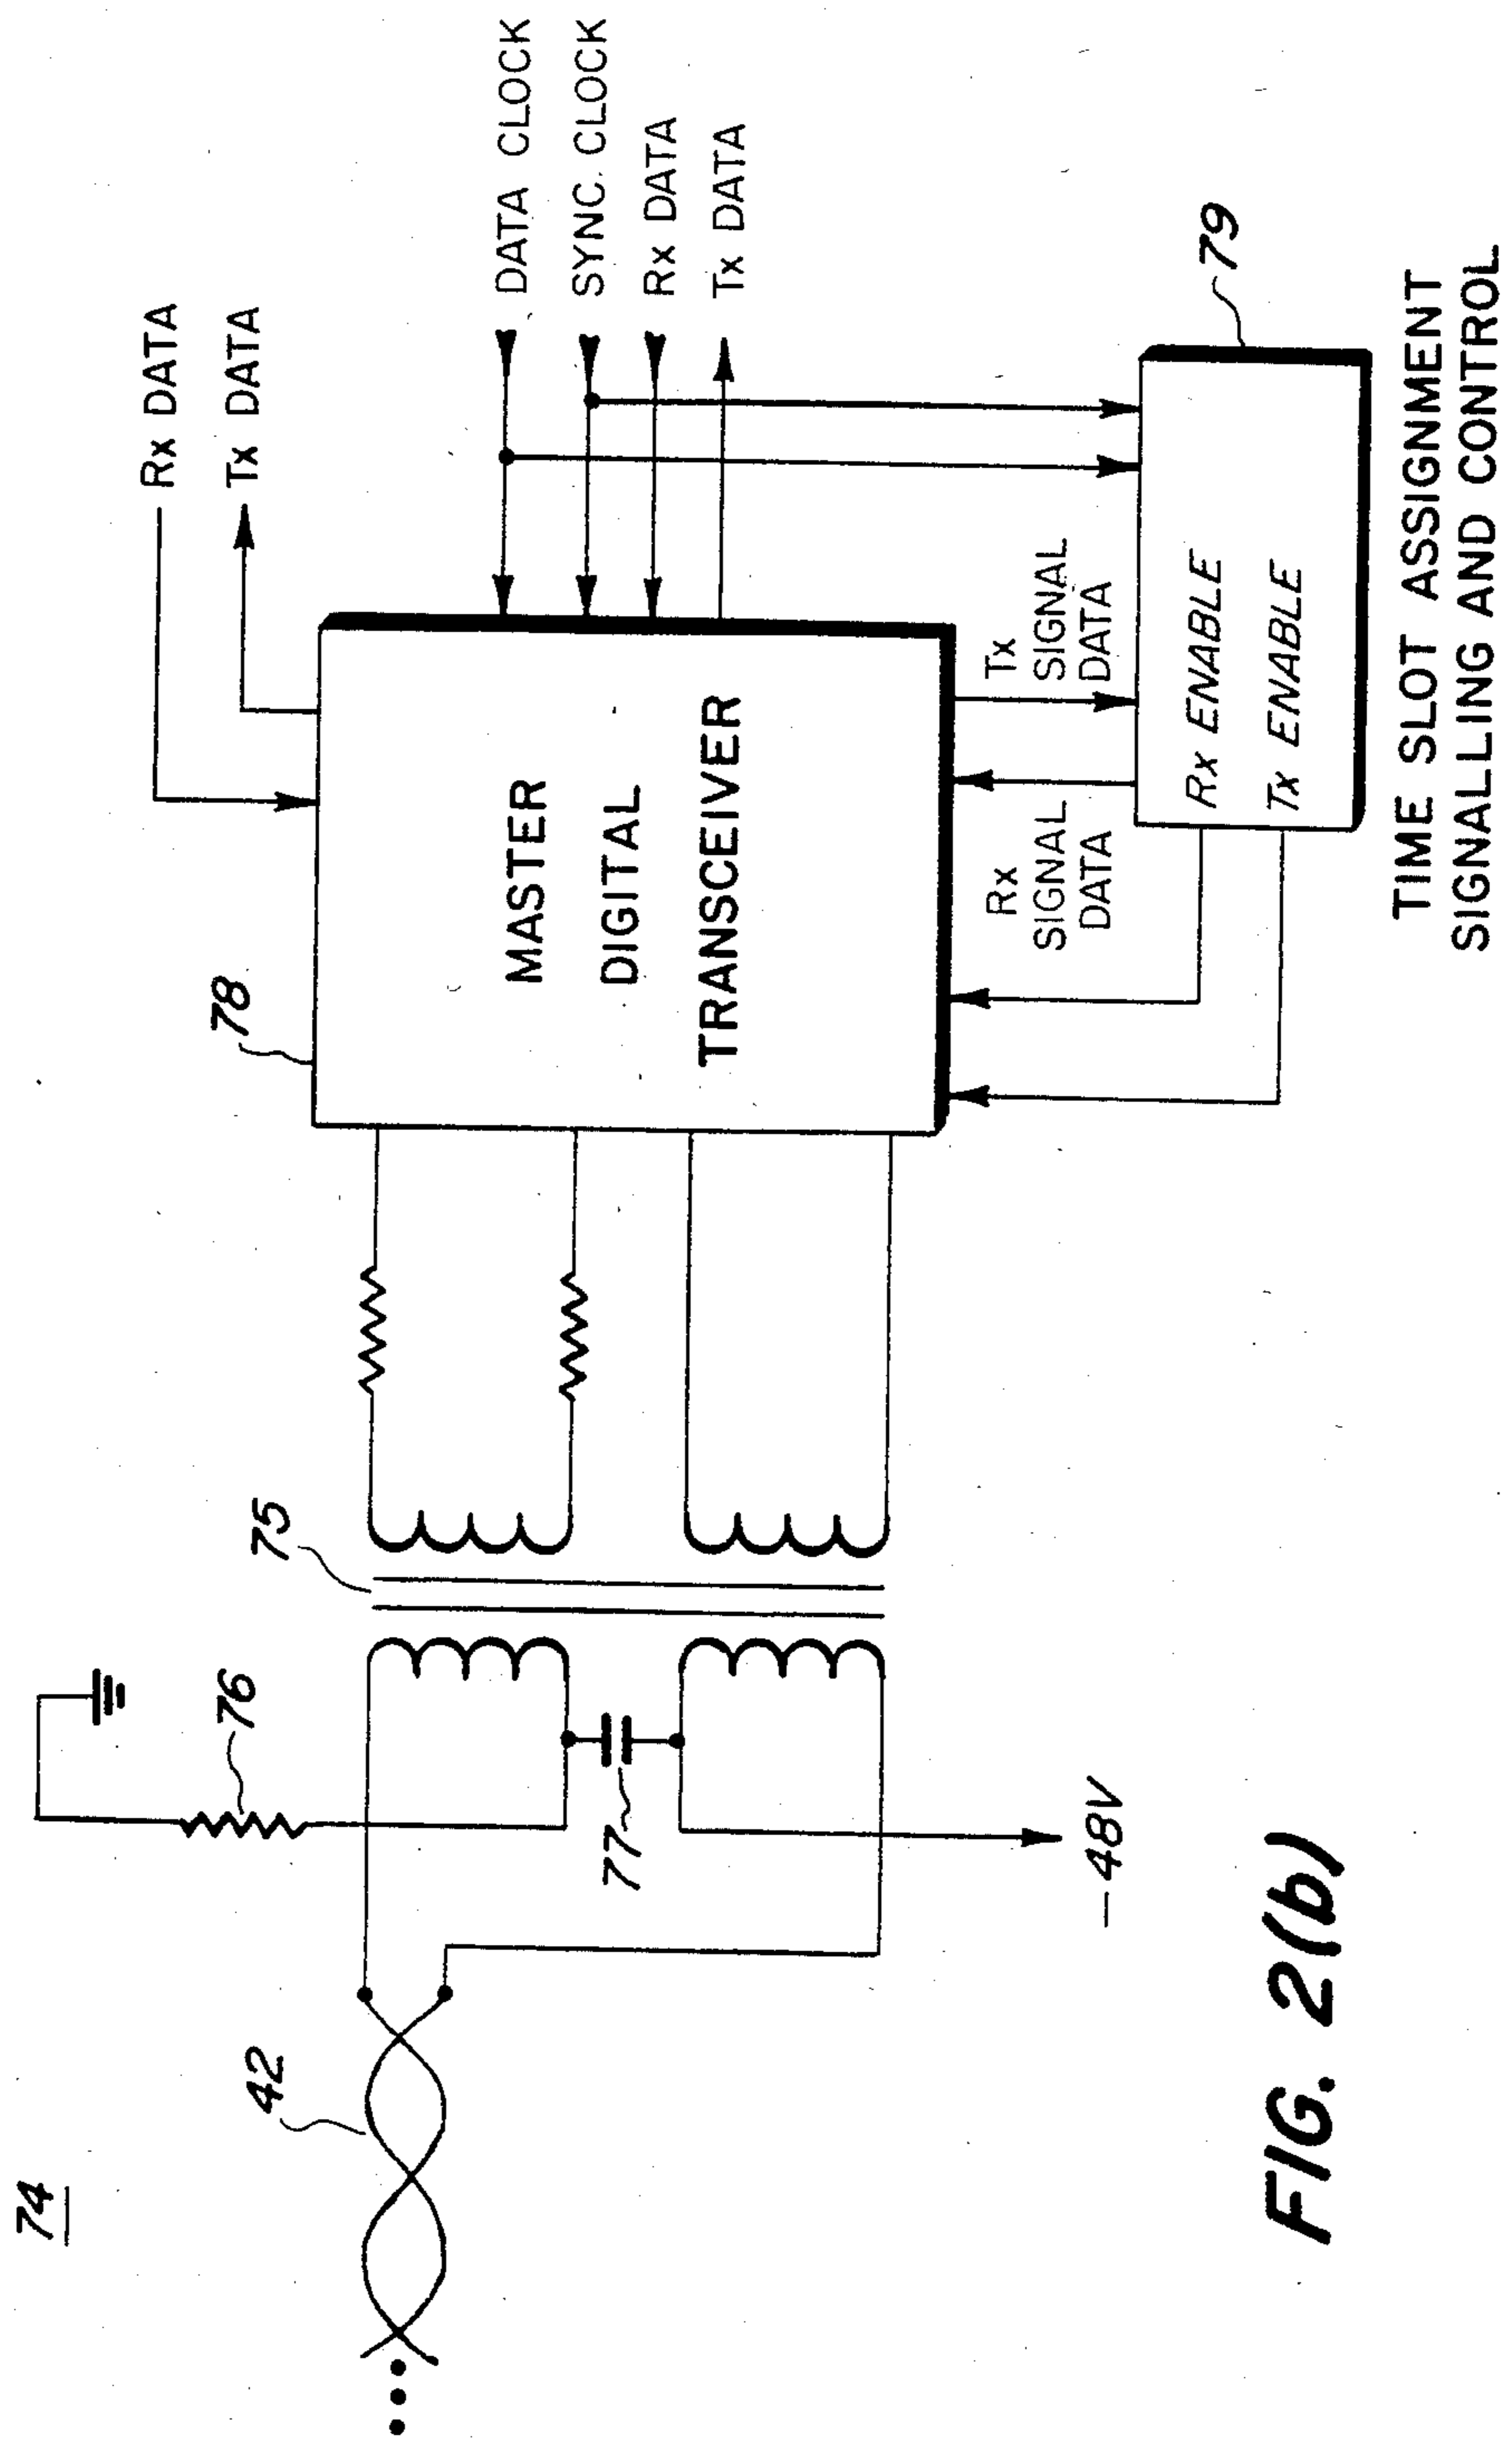 74
42
76
75
77
–48V
78
Rx DATA
Tx DATA
MASTER
DIGITAL
TRANSCEIVER
DATA CLOCK
SYNC. CLOCK
Rx DATA
Tx DATA
Rx
SIGNAL
DATA
Tx
SIGNAL
DATA
Rx ENABLE
Tx ENABLE
79
TIME SLOT ASSIGNMENT
SIGNALLING AND CONTROL
FIG. 2(b)